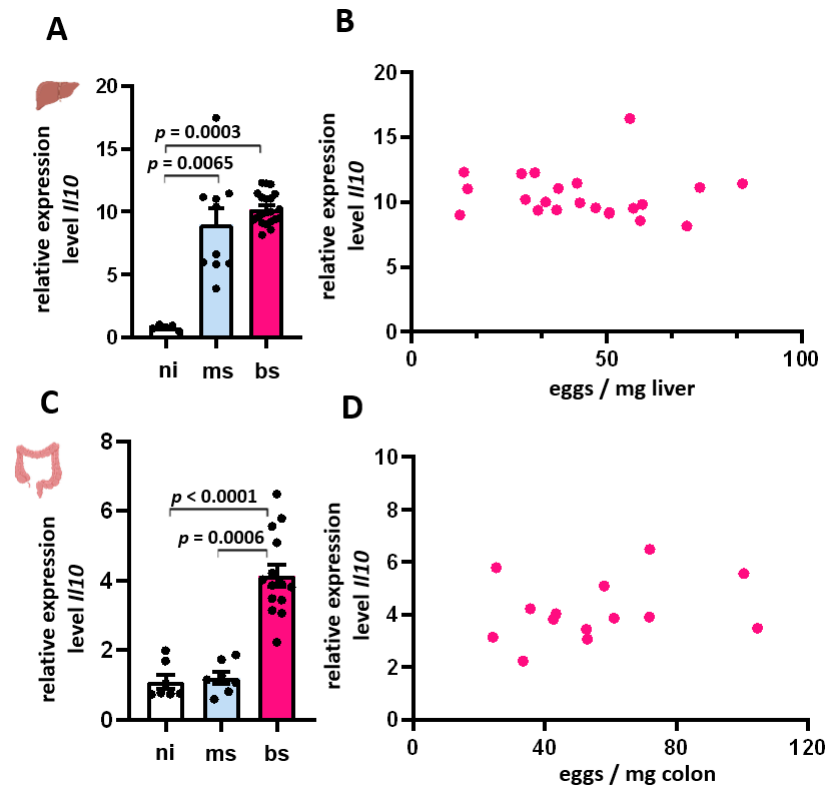 A
relative expression
level Il10
20
15
10
5
0
p = 0.0003
p = 0.0065
ni ms bs
B
relative expression
level Il10
20
15
10
5
0
0 50 100
eggs / mg liver
C
relative expression
level Il10
8
6
4
2
0
p < 0.0001
p = 0.0006
ni ms bs
D
relative expression
level Il10
10
8
6
4
2
0
0 40 80 120
eggs / mg colon